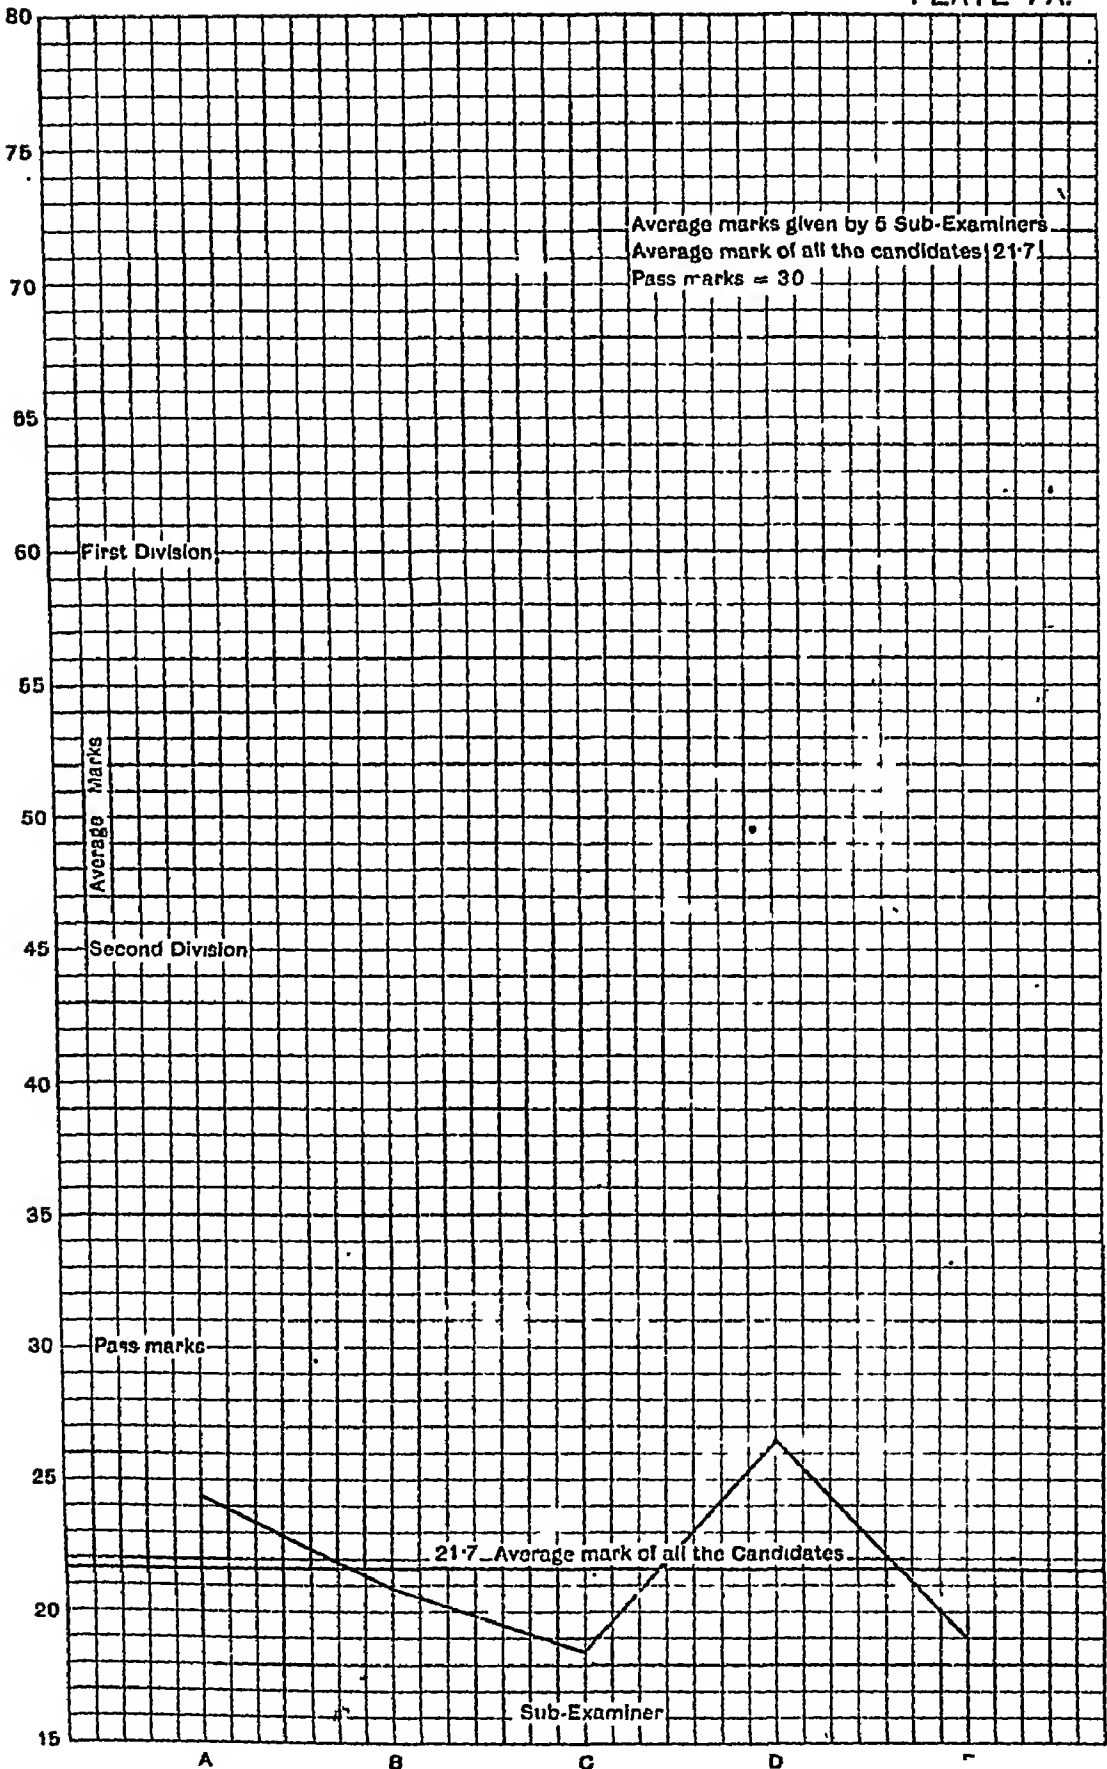 80
75
Average marks given by 5 Sub-Examiners
Average mark of all the candidates 21·7
Pass marks = 30
70
65
60 First Division
55
Average Marks
50
45 Second Division
40
35
30 Pass marks
25
21·7 Average mark of all the Candidates
20
Sub-Examiner
15
A B C D